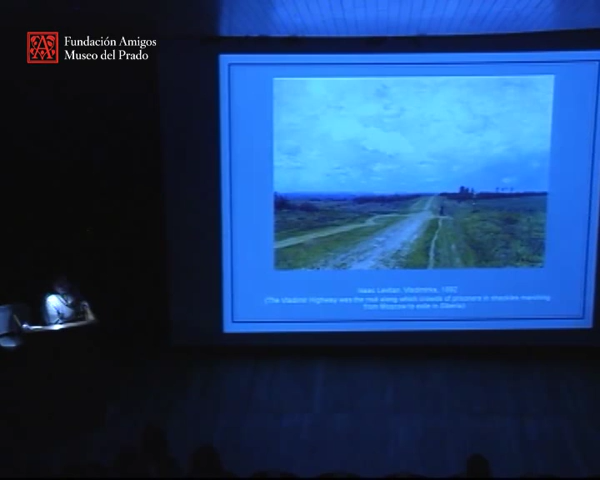 Fundación Amigos
Museo del Prado
Isaac Levitan, Vladimirka, 1892
(The Vladimir Highway was the road along which crowds of prisoners in shackles marching
from Moscow to exile in Siberia)